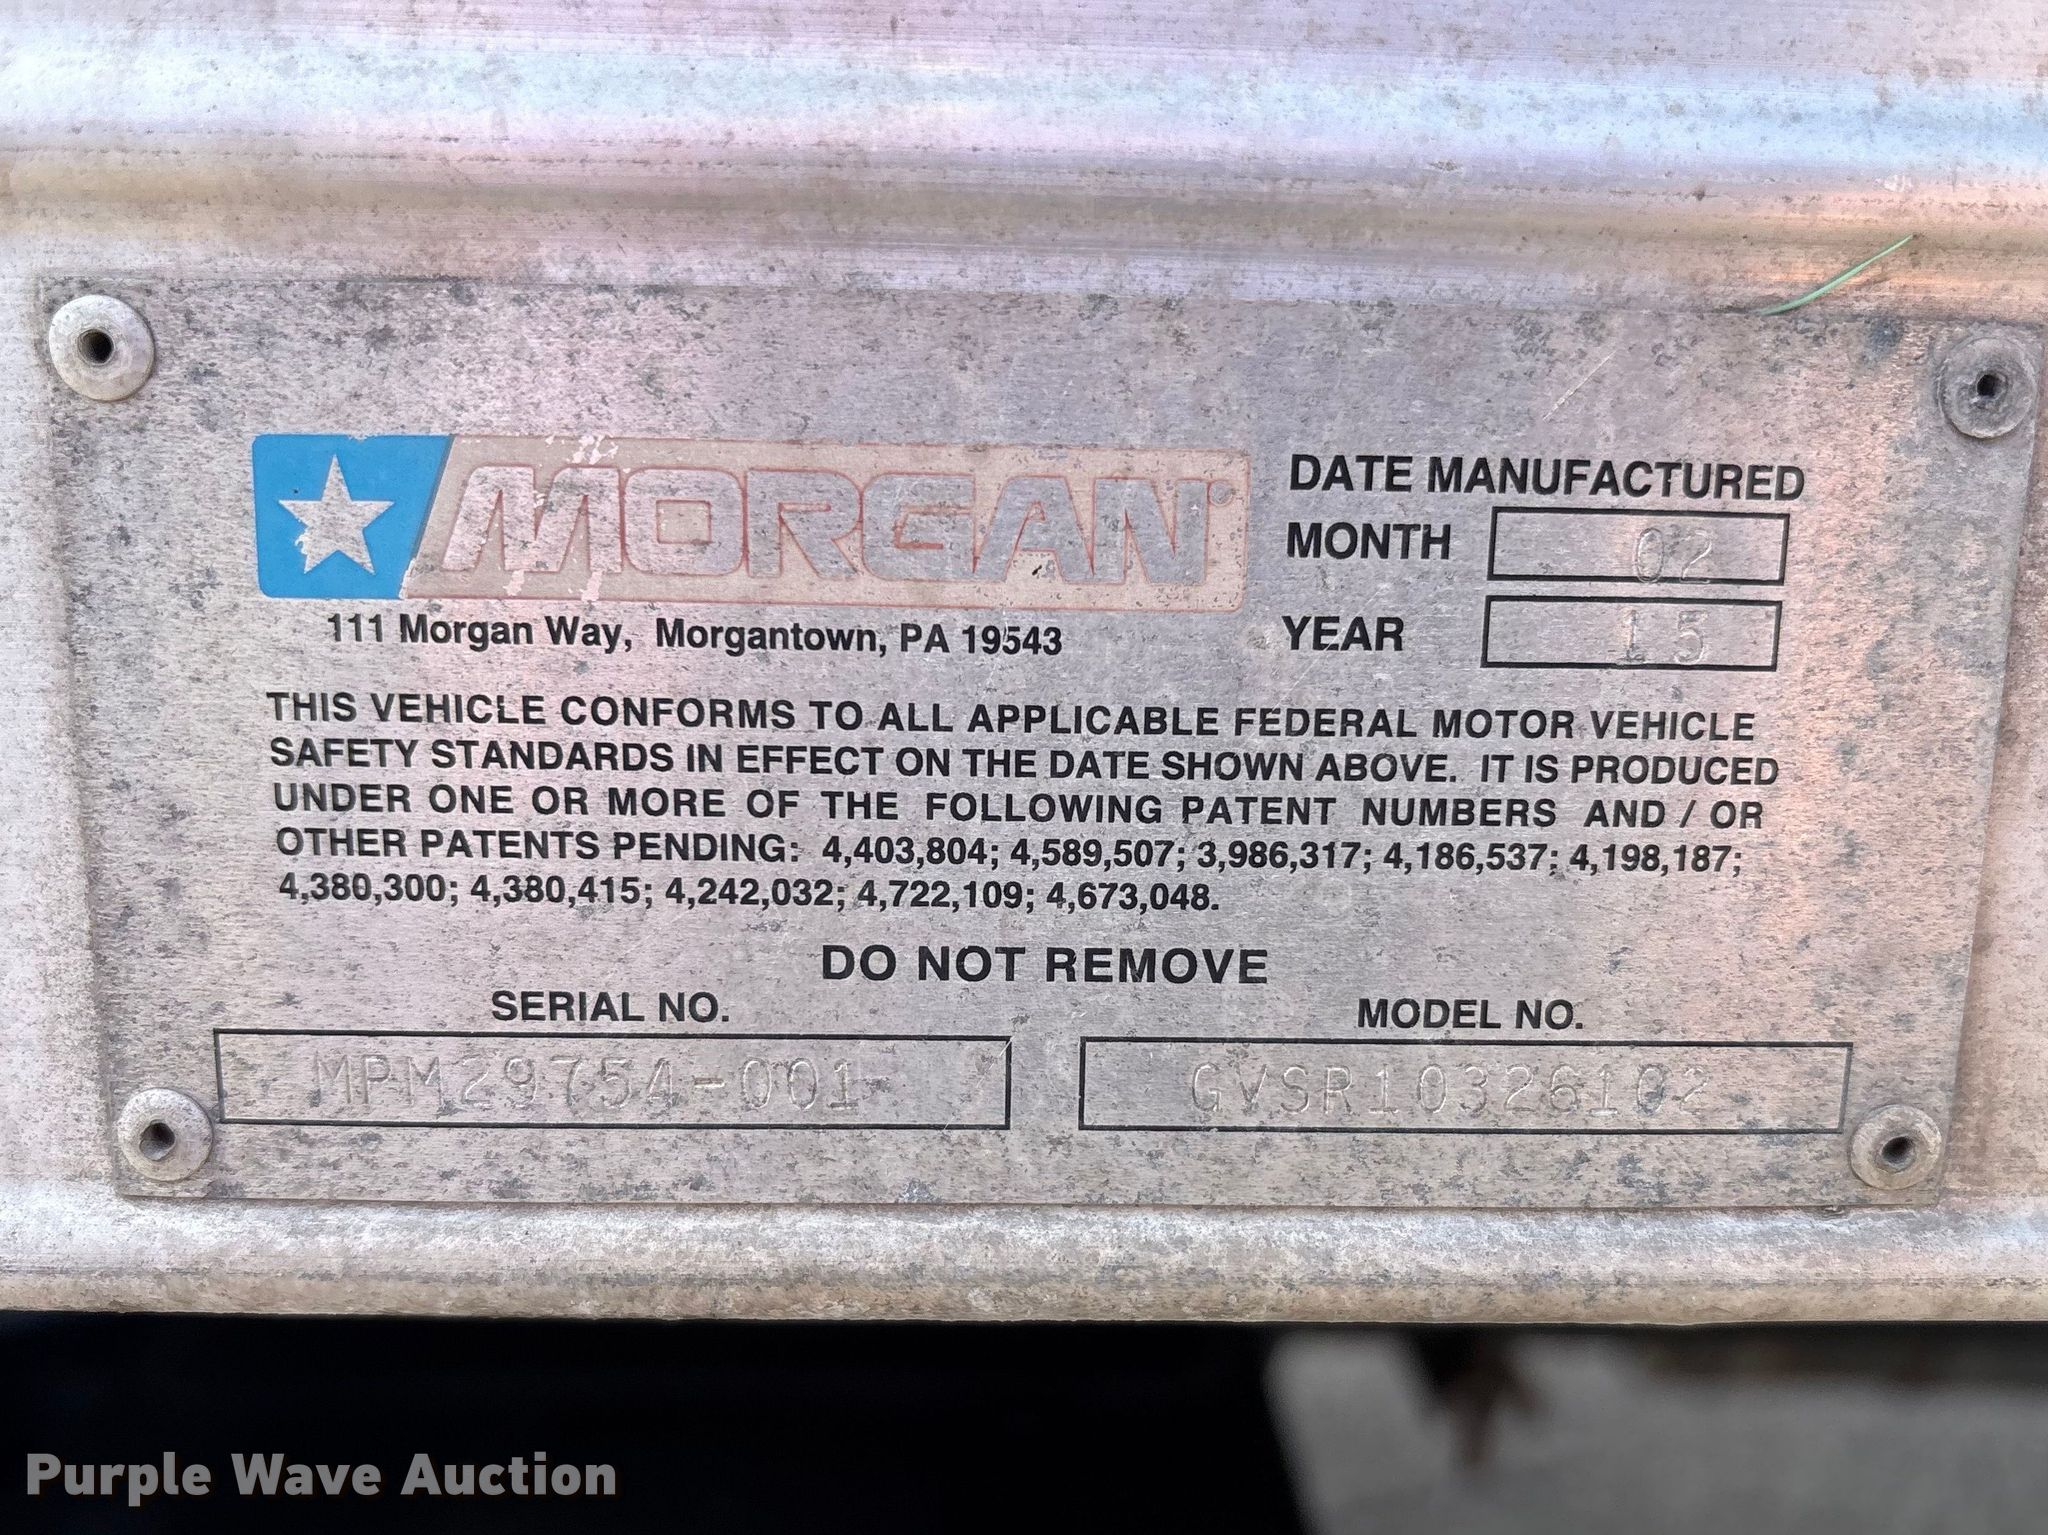 MORGAN
111 Morgan Way, Morgantown, PA 19543
DATE MANUFACTURED
MONTH 02
YEAR 15
THIS VEHICLE CONFORMS TO ALL APPLICABLE FEDERAL MOTOR VEHICLE
SAFETY STANDARDS IN EFFECT ON THE DATE SHOWN ABOVE. IT IS PRODUCED
UNDER ONE OR MORE OF THE FOLLOWING PATENT NUMBERS AND / OR
OTHER PATENTS PENDING: 4,403,804; 4,589,507; 3,986,317; 4,186,537; 4,198,187;
4,380,300; 4,380,415; 4,242,032; 4,722,109; 4,673,048.
DO NOT REMOVE
SERIAL NO.
MPM29754-001
MODEL NO.
GVSR10326102
Purple Wave Auction